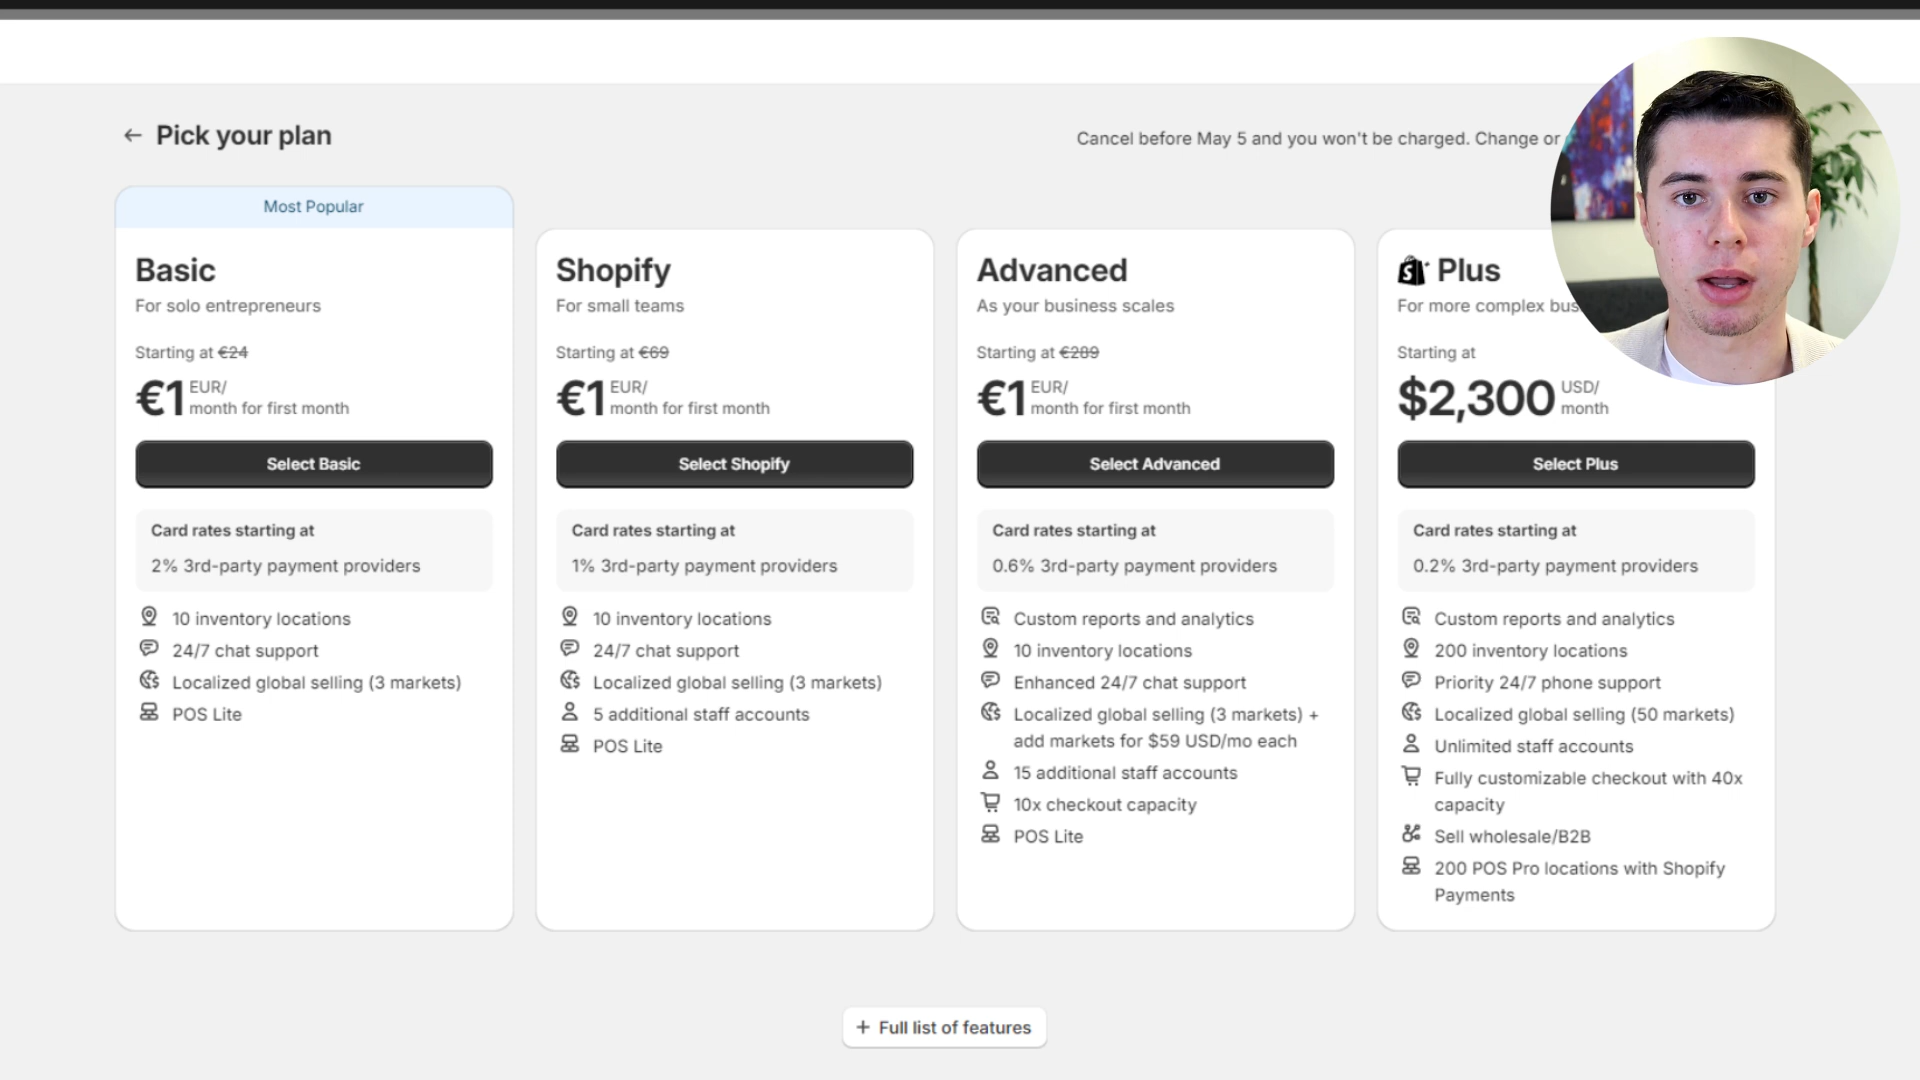 Pick your plan
Cancel before May 5 and you won't be charged. Change or
Most Popular
Basic
For solo entrepreneurs
Starting at €24
€1 EUR/
month for first month
Select Basic
Card rates starting at
2% 3rd-party payment providers
10 inventory locations
24/7 chat support
Localized global selling (3 markets)
POS Lite
Shopify
For small teams
Starting at €69
€1 EUR/
month for first month
Select Shopify
Card rates starting at
1% 3rd-party payment providers
10 inventory locations
24/7 chat support
Localized global selling (3 markets)
5 additional staff accounts
POS Lite
Advanced
As your business scales
Starting at €289
€1 EUR/
month for first month
Select Advanced
Card rates starting at
0.6% 3rd-party payment providers
Custom reports and analytics
10 inventory locations
Enhanced 24/7 chat support
Localized global selling (3 markets) +
add markets for $59 USD/mo each
15 additional staff accounts
10x checkout capacity
POS Lite
Plus
For more complex bus
Starting at
$2,300 USD/
month
Select Plus
Card rates starting at
0.2% 3rd-party payment providers
Custom reports and analytics
200 inventory locations
Priority 24/7 phone support
Localized global selling (50 markets)
Unlimited staff accounts
Fully customizable checkout with 40x
capacity
Sell wholesale/B2B
200 POS Pro locations with Shopify
Payments
+ Full list of features